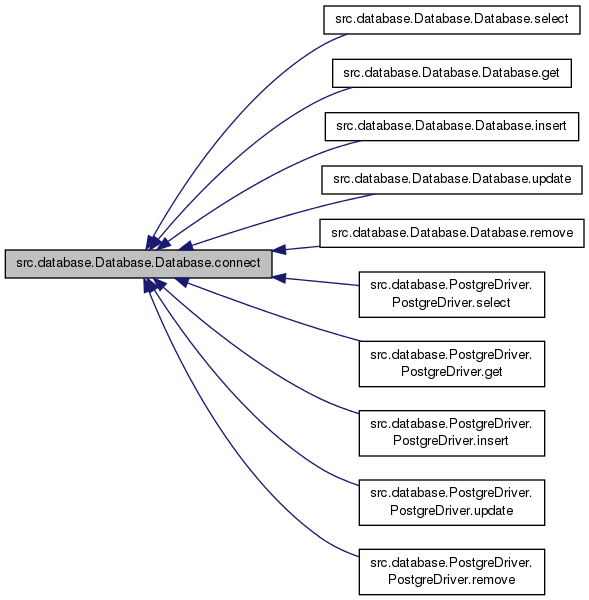 src.database.Database.Database.select
src.database.Database.Database.get
src.database.Database.Database.insert
src.database.Database.Database.update
src.database.Database.Database.remove
src.database.Database.Database.connect
src.database.PostgreDriver.
PostgreDriver.select
src.database.PostgreDriver.
PostgreDriver.get
src.database.PostgreDriver.
PostgreDriver.insert
src.database.PostgreDriver.
PostgreDriver.update
src.database.PostgreDriver.
PostgreDriver.remove